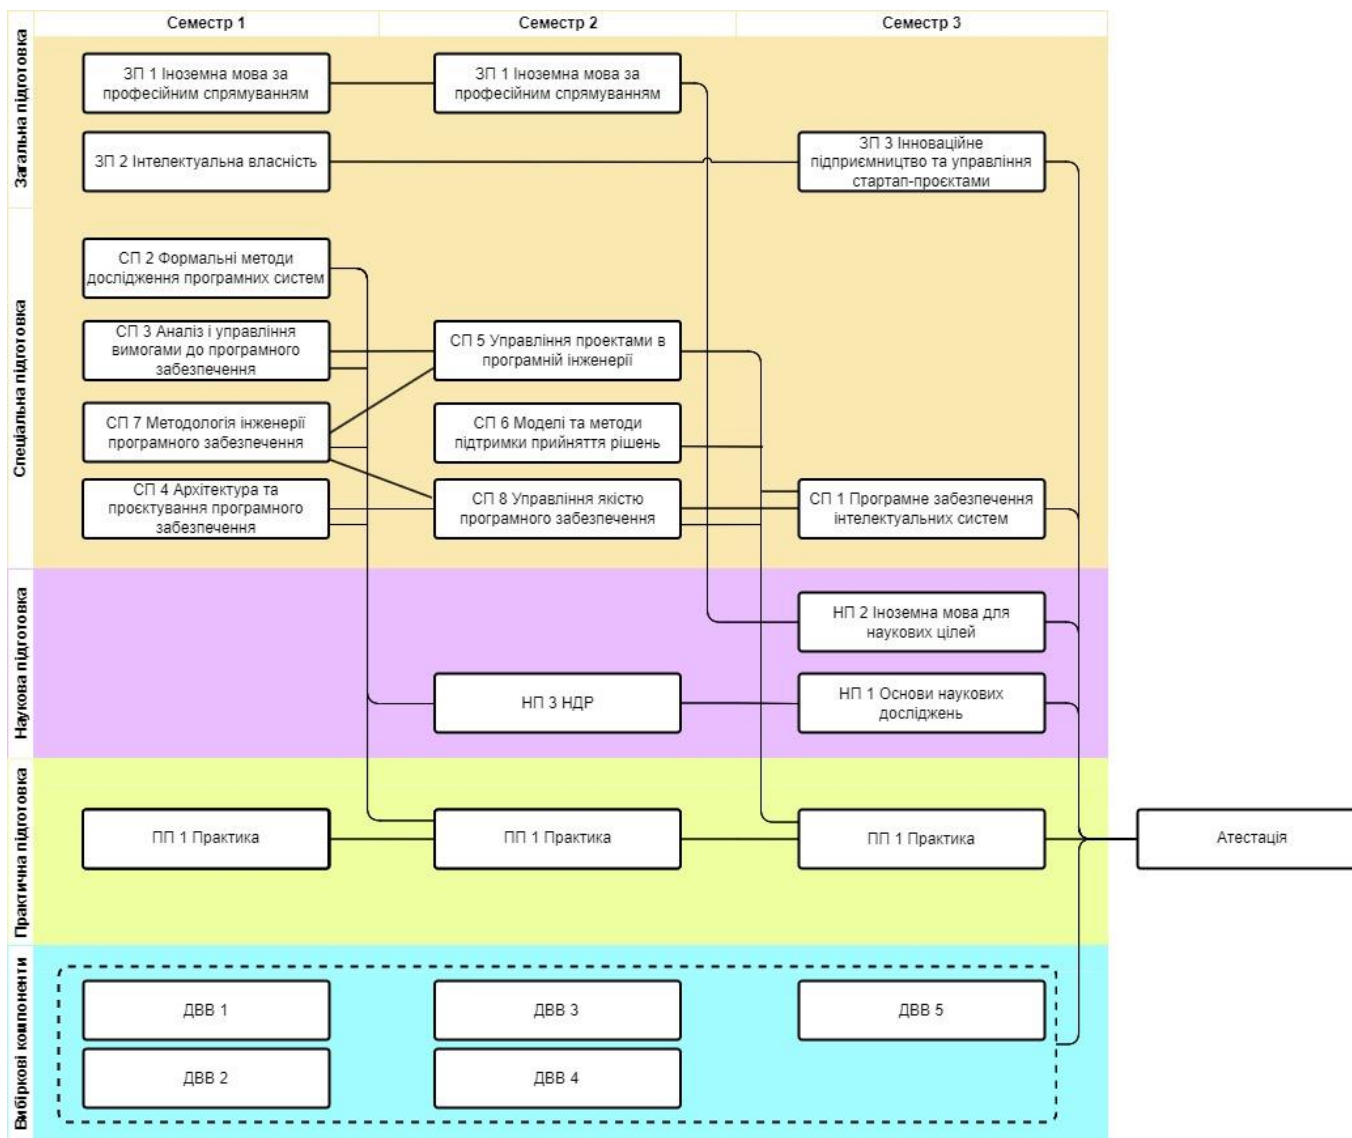 Семестр 1
Семестр 2
Семестр 3
Загальна підготовка
ЗП 1 Іноземна мова за
професійним спрямуванням
ЗП 1 Іноземна мова за
професійним спрямуванням
ЗП 2 Інтелектуальна власність
ЗП 3 Інноваційне
підприємництво та управління
стартап-проєктами
Спеціальна підготовка
СП 2 Формальні методи
дослідження програмних систем
СП 3 Аналіз і управління
вимогами до програмного
забезпечення
СП 5 Управління проектами в
програмній інженерії
СП 7 Методологія інженерії
програмного забезпечення
СП 6 Моделі та методи
підтримки прийняття рішень
СП 4 Архітектура та
проєктування програмного
забезпечення
СП 8 Управління якістю
програмного забезпечення
СП 1 Програмне забезпечення
інтелектуальних систем
Наукова підготовка
НП 2 Іноземна мова для
наукових цілей
НП 3 НДР
НП 1 Основи наукових
досліджень
Практична підготовка
ПП 1 Практика
ПП 1 Практика
ПП 1 Практика
Атестація
Вибіркові компоненти
ДВВ 1
ДВВ 3
ДВВ 5
ДВВ 2
ДВВ 4